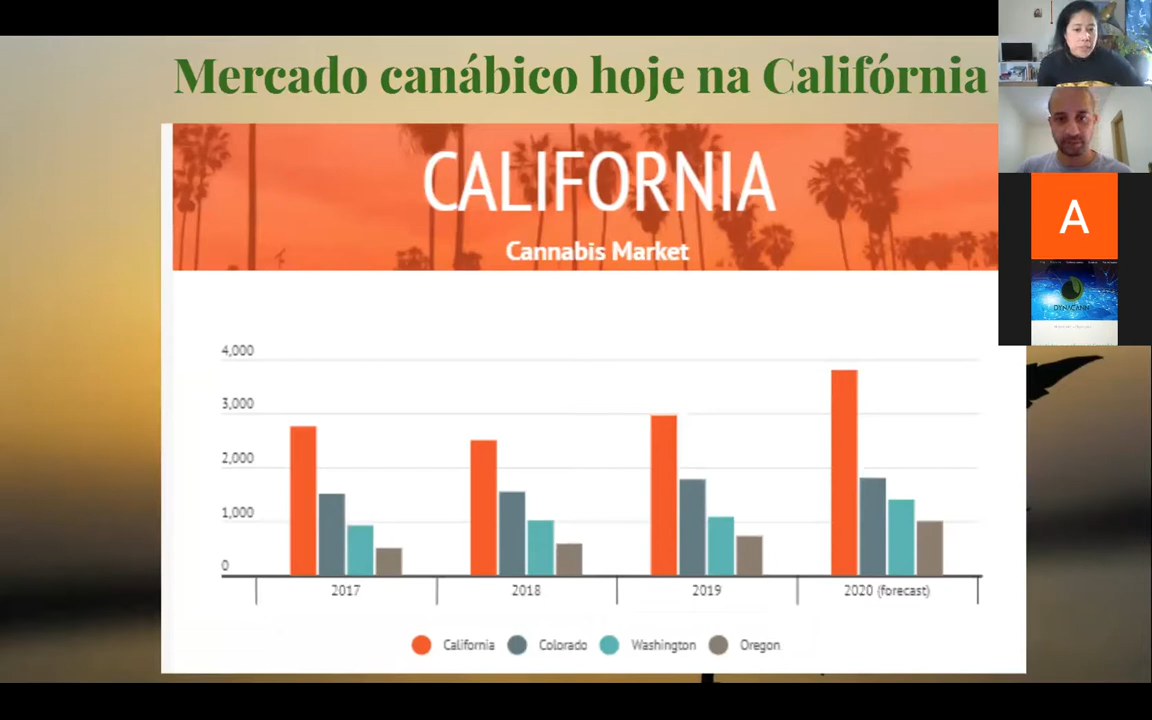 Mercado canábico hoje na Califórnia
CALIFORNIA
Cannabis Market
A
DYNACANN
4,000
3,000
2,000
1,000
0
2017 2018 2019 2020 (forecast)
California Colorado Washington Oregon